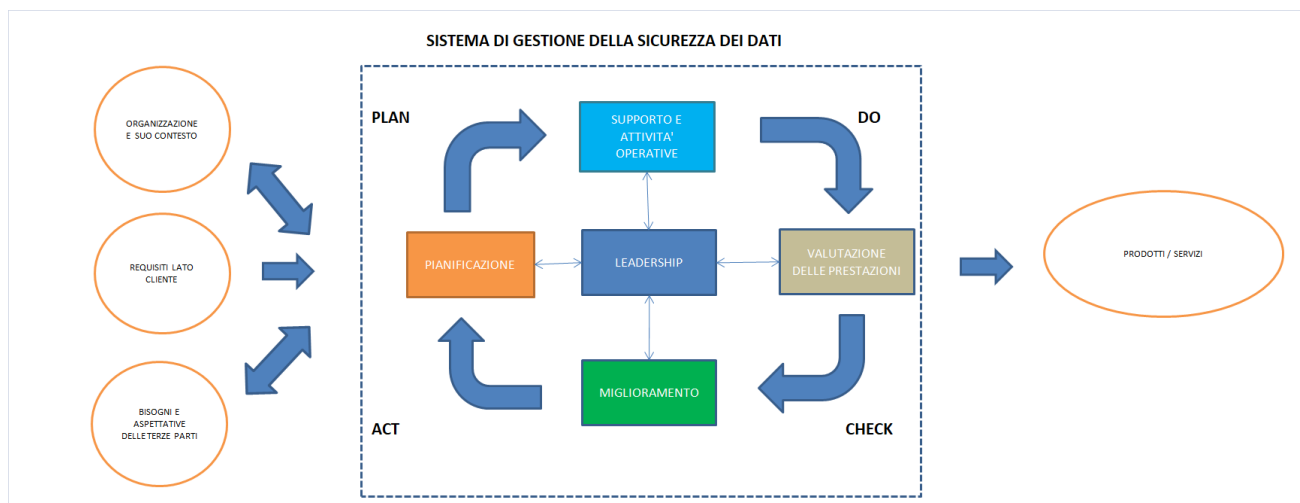 SISTEMA DI GESTIONE DELLA SICUREZZA DEI DATI
ORGANIZZAZIONE
E SUO CONTESTO
REQUISITI LATO
CLIENTE
BISOGNI E
ASPETTATIVE
DELLE TERZE PARTI
PLAN
SUPPORTO E
ATTIVITA'
OPERATIVE
DO
PIANIFICAZIONE
LEADERSHIP
VALUTAZIONE
DELLE PRESTAZIONI
ACT
MIGLIORAMENTO
CHECK
PRODOTTI / SERVIZI